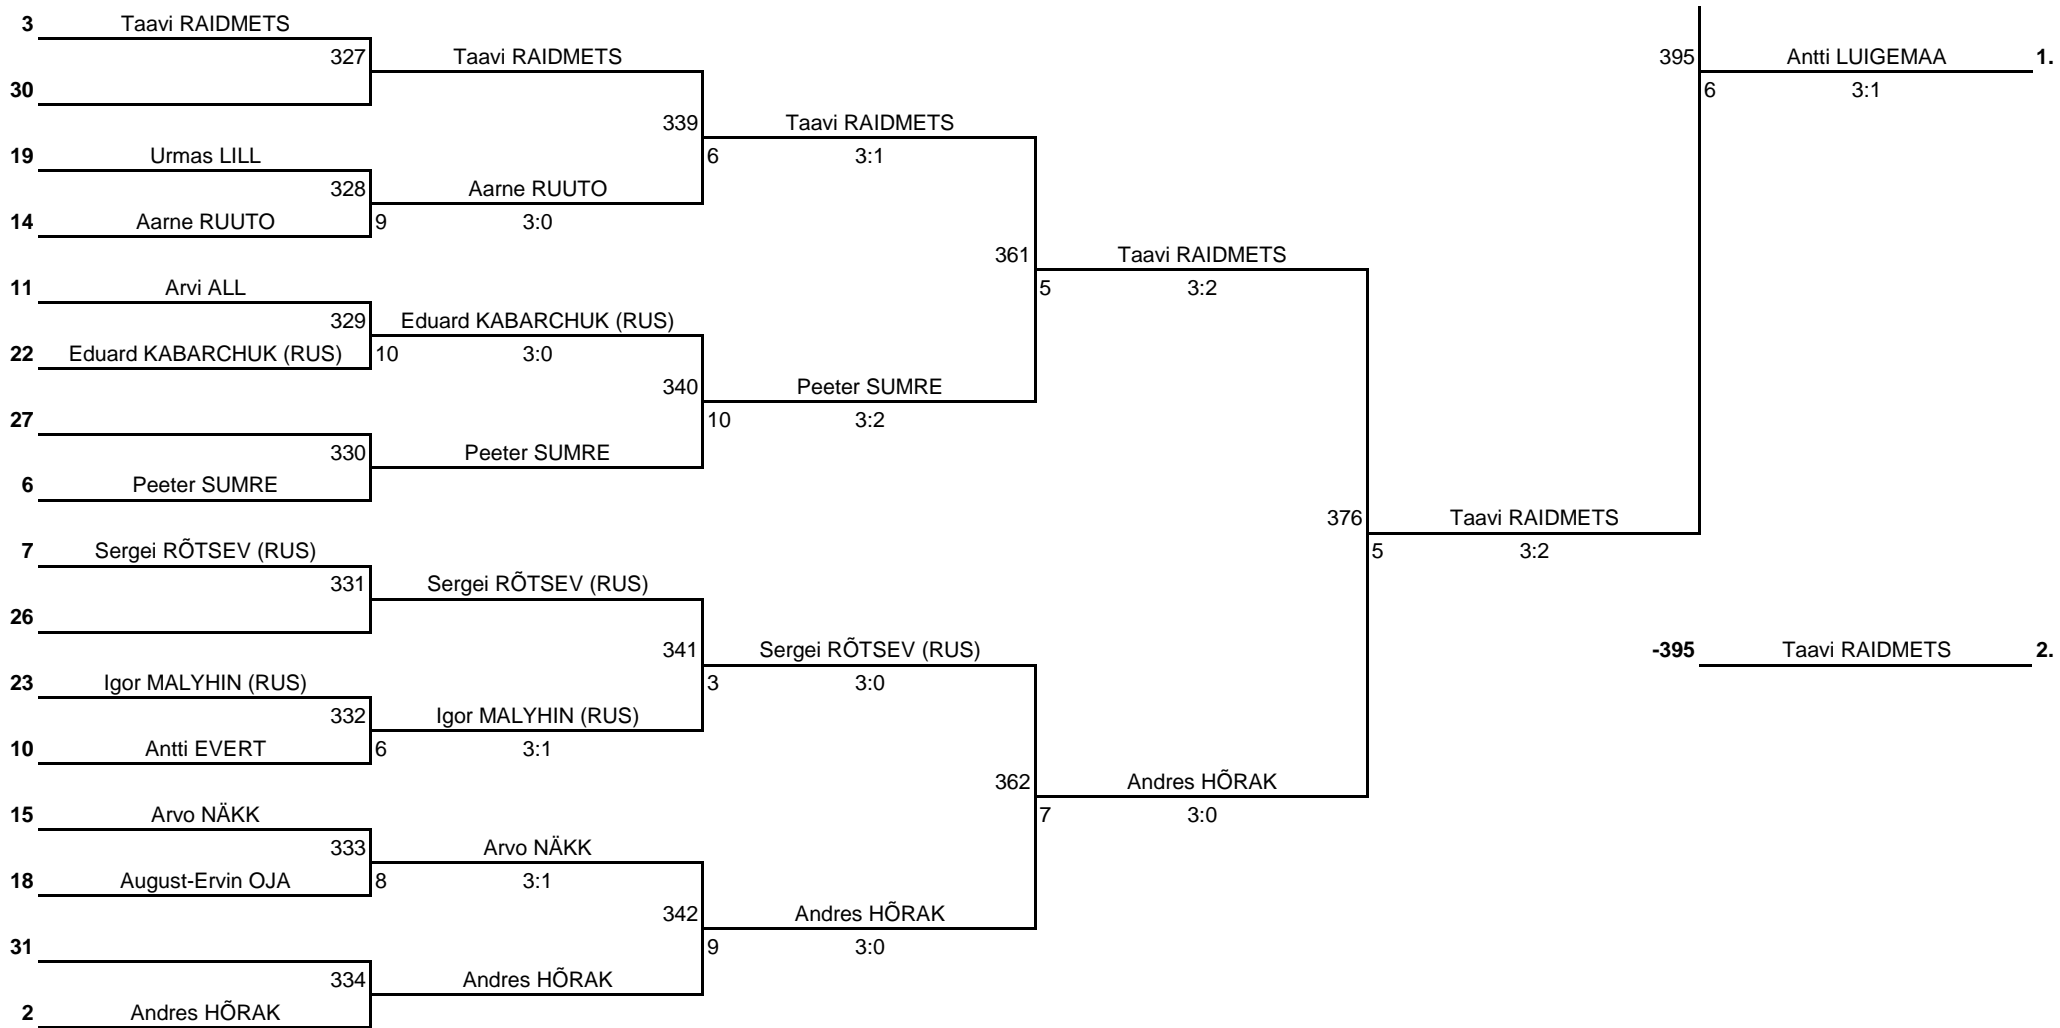 3 Taavi RAIDMETS
327 Taavi RAIDMETS 395 Antti LUIGEMAA 1.
30 6 3:1
339 Taavi RAIDMETS
19 Urmas LILL 6 3:1
328 Aarne RUUTO
14 Aarne RUUTO 9 3:0
361 Taavi RAIDMETS
11 Arvi ALL 5 3:2
329 Eduard KABARCHUK (RUS)
22 Eduard KABARCHUK (RUS) 10 3:0
340 Peeter SUMRE
27 10 3:2
330 Peeter SUMRE
6 Peeter SUMRE
376 Taavi RAIDMETS
7 Sergei RÕTSEV (RUS) 5 3:2
331 Sergei RÕTSEV (RUS)
26
341 Sergei RÕTSEV (RUS) -395 Taavi RAIDMETS 2.
23 Igor MALYHIN (RUS) 3 3:0
332 Igor MALYHIN (RUS)
10 Antti EVERT 6 3:1
362 Andres HÕRAK
15 Arvo NÄKK 7 3:0
333 Arvo NÄKK
18 August-Ervin OJA 8 3:1
342 Andres HÕRAK
31 9 3:0
334 Andres HÕRAK
2 Andres HÕRAK